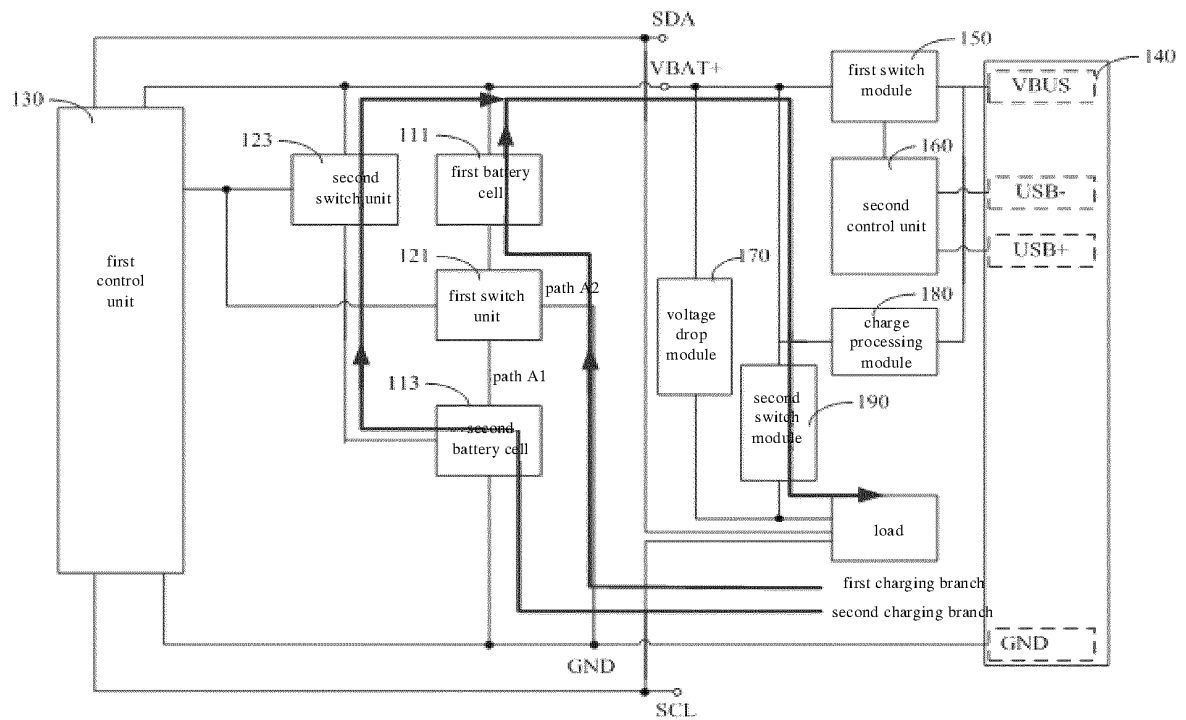 SDA
150
first switch
module
VBAT+
140
VBUS
130
123
111
160
second
switch unit
first battery
cell
USB-
second
control unit
USB+
121
170
first
control
unit
first switch
unit
path A2
180
voltage
drop
module
charge
processing
module
path A1
113
second
switch
module
190
second
battery cell
load
first charging branch
second charging branch
GND
GND
SCL